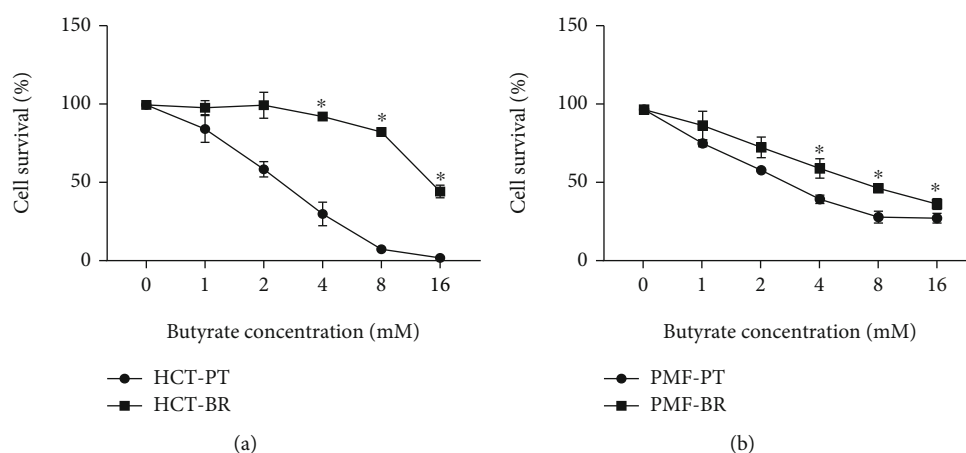 150
100
50
0
Cell survival (%)
*
*
*
0 1 2 4 8 16
Butyrate concentration (mM)
HCT-PT
HCT-BR
(a)
150
100
50
0
Cell survival (%)
*
*
*
0 1 2 4 8 16
Butyrate concentration (mM)
PMF-PT
PMF-BR
(b)